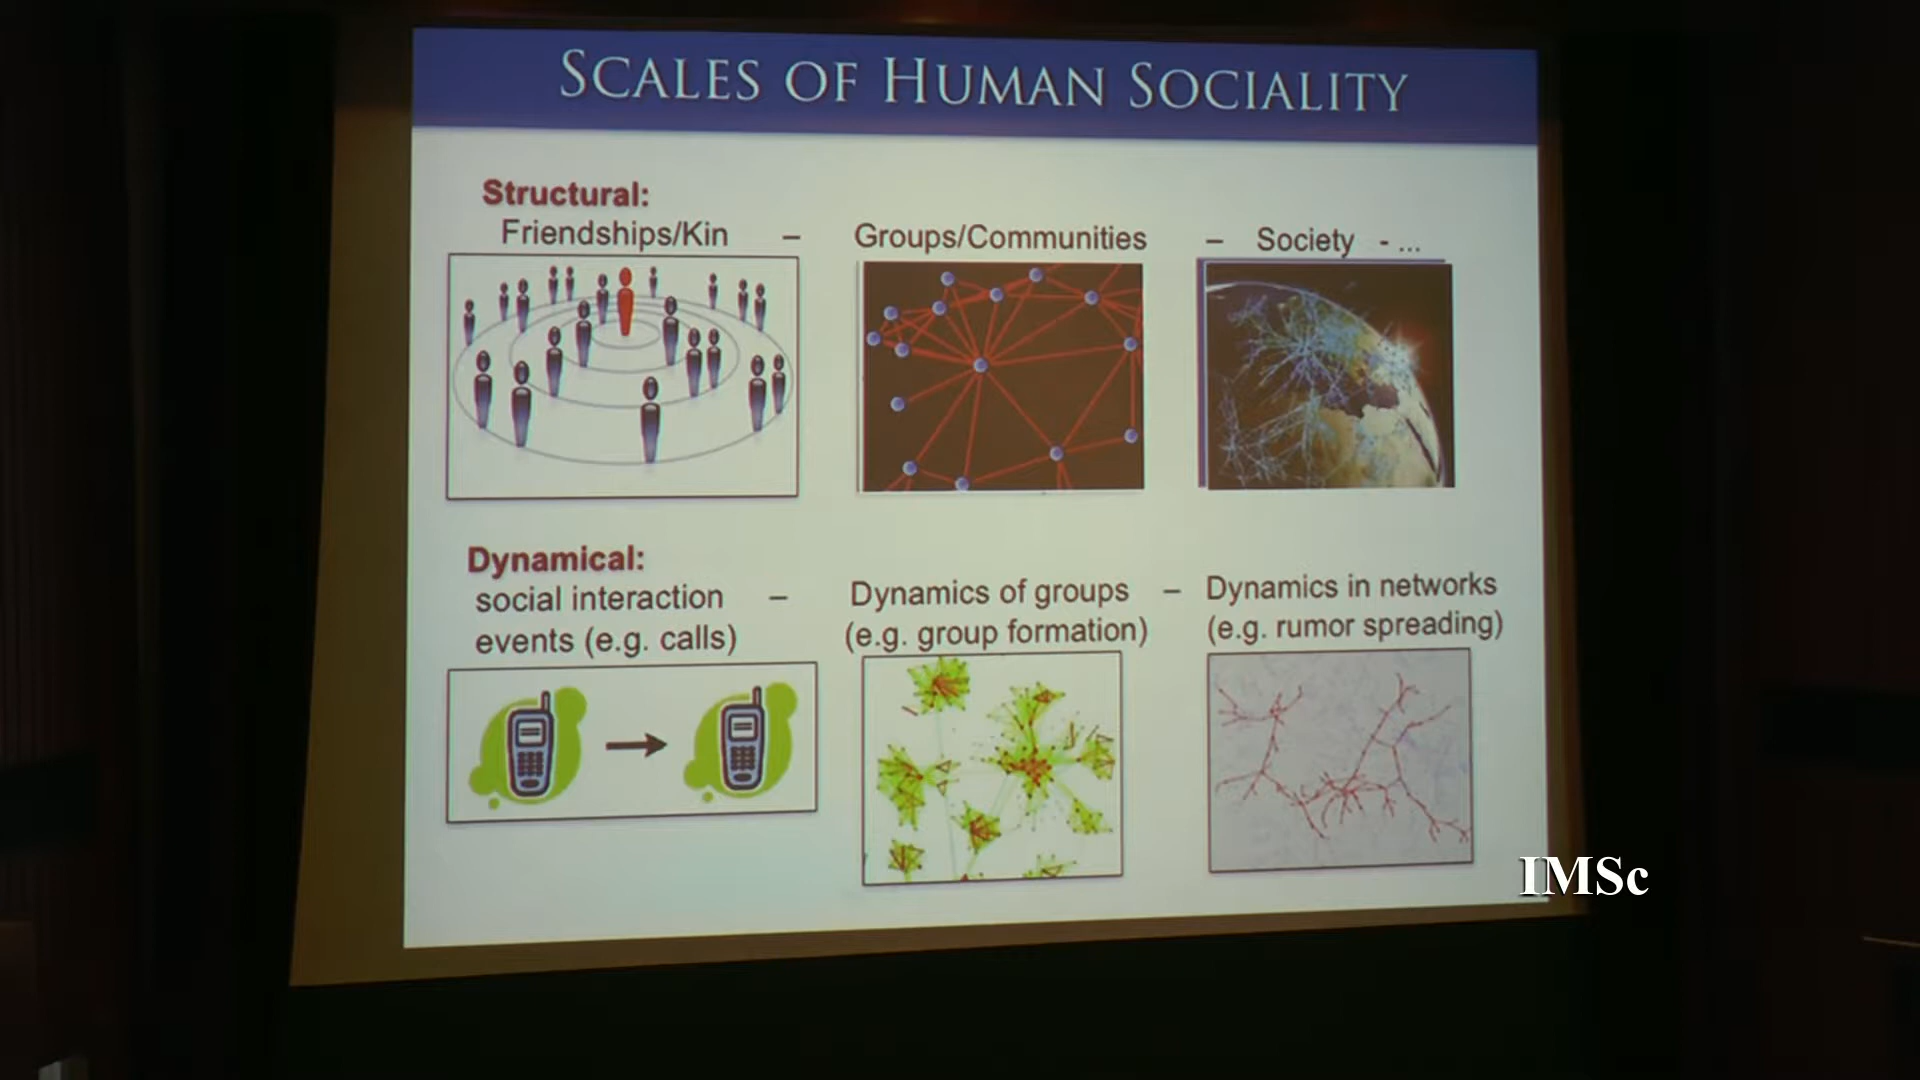 SCALES OF HUMAN SOCIALITY
Structural:
Friendships/Kin – Groups/Communities – Society - ...
Dynamical:
social interaction – Dynamics of groups – Dynamics in networks
events (e.g. calls) (e.g. group formation) (e.g. rumor spreading)
IMSc